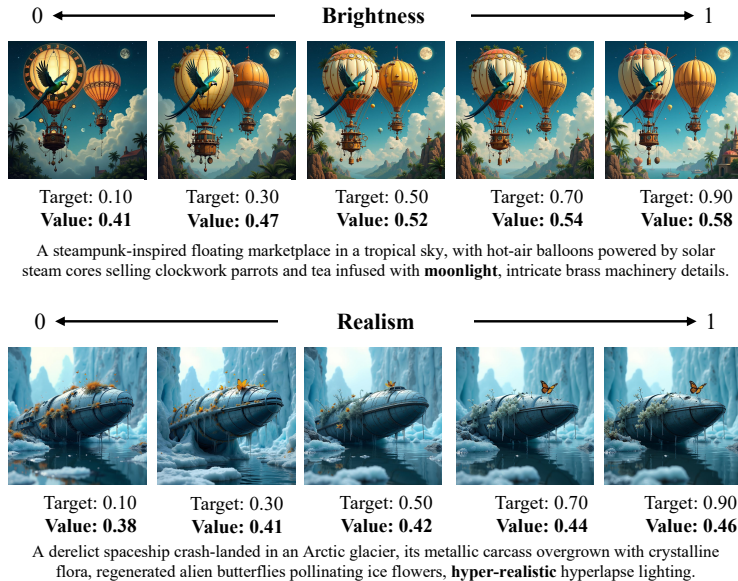 0 Brightness 1
Target: 0.10 Target: 0.30 Target: 0.50 Target: 0.70 Target: 0.90
Value: 0.41 Value: 0.47 Value: 0.52 Value: 0.54 Value: 0.58
A steampunk-inspired floating marketplace in a tropical sky, with hot-air balloons powered by solar
steam cores selling clockwork parrots and tea infused with moonlight, intricate brass machinery details.
0 Realism 1
Target: 0.10 Target: 0.30 Target: 0.50 Target: 0.70 Target: 0.90
Value: 0.38 Value: 0.41 Value: 0.42 Value: 0.44 Value: 0.46
A derelict spaceship crash-landed in an Arctic glacier, its metallic carcass overgrown with crystalline
flora, regenerated alien butterflies pollinating ice flowers, hyper-realistic hyperlapse lighting.